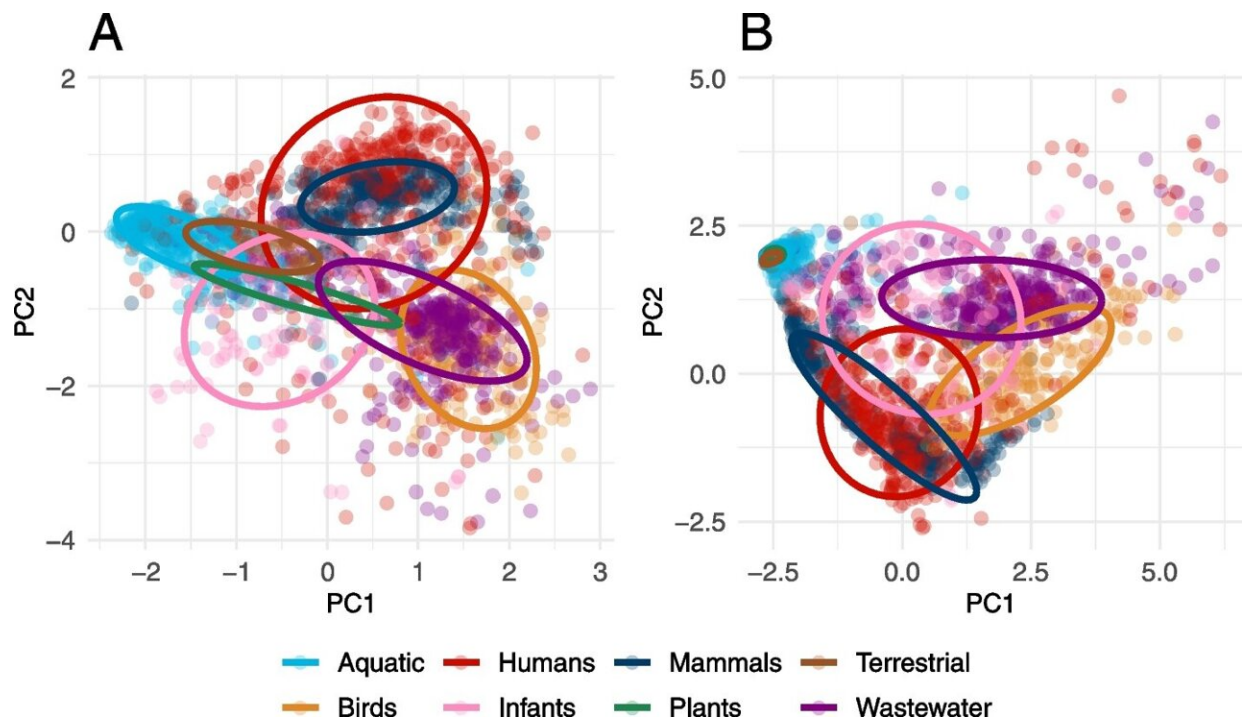 A
B
2
0
−2
−4
PC2
−2
−1
0
1
2
3
PC1
5.0
2.5
0.0
−2.5
PC2
−2.5
0.0
2.5
5.0
PC1
Aquatic Humans Mammals Terrestrial
Birds Infants Plants Wastewater